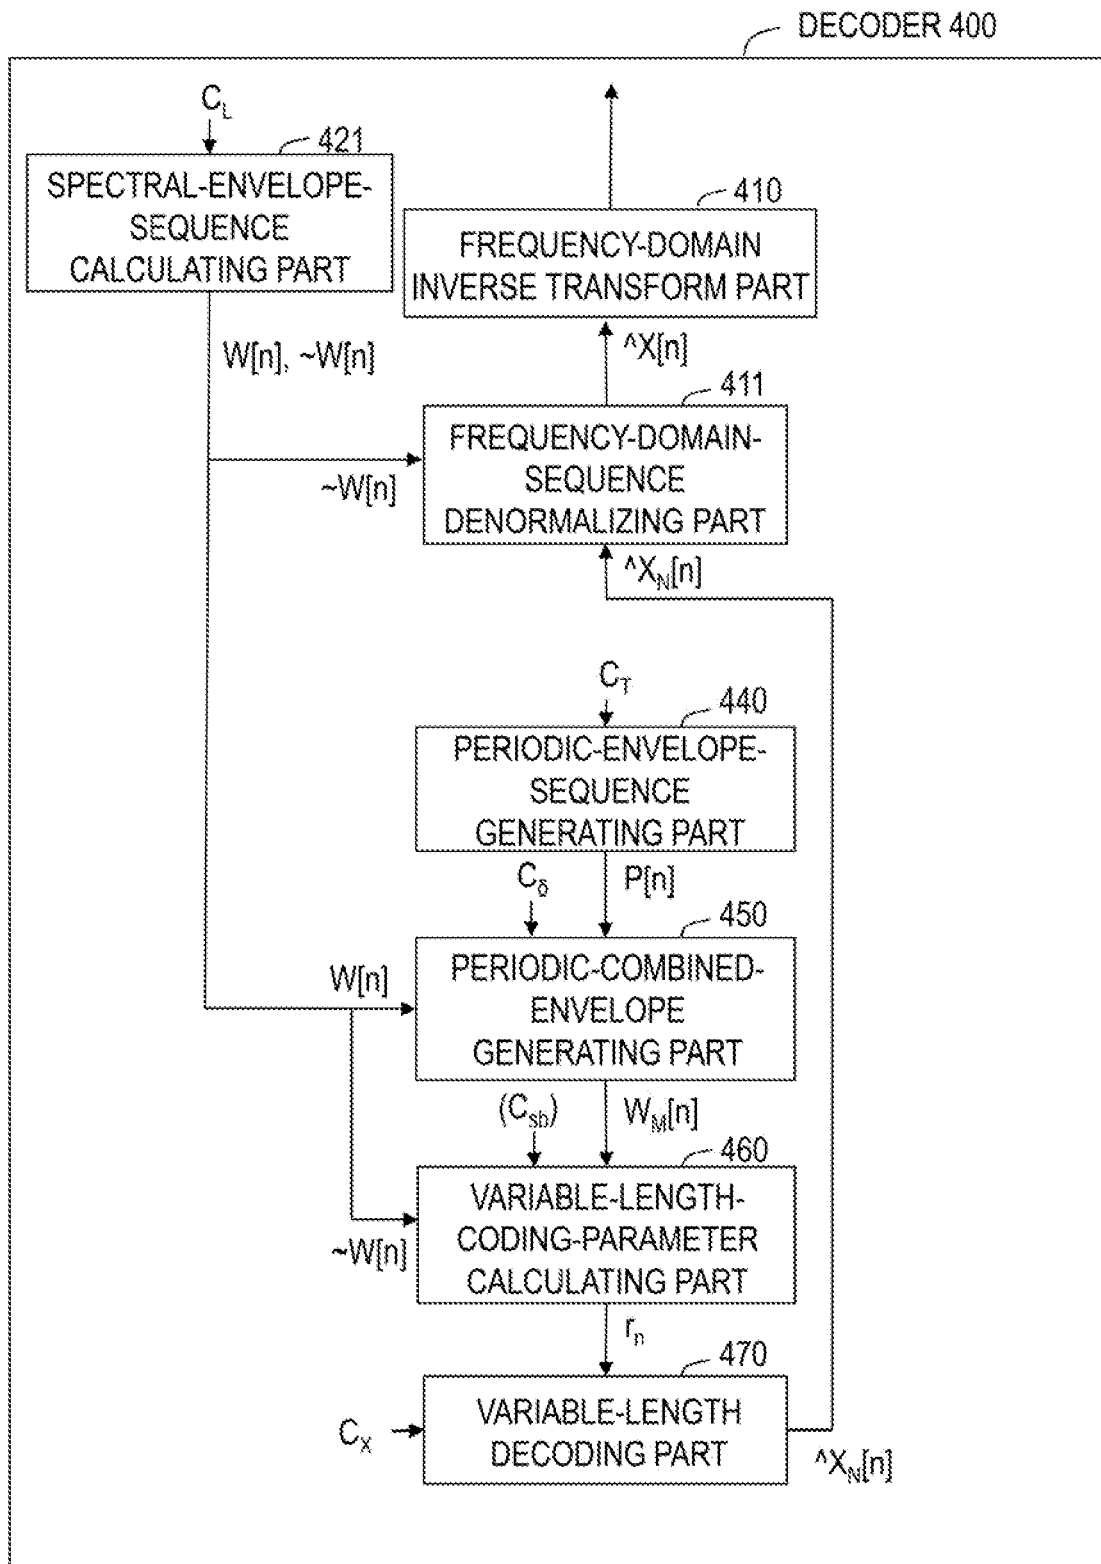 DECODER 400
C_L
421
SPECTRAL-ENVELOPE-
SEQUENCE
CALCULATING PART
410
FREQUENCY-DOMAIN
INVERSE TRANSFORM PART
W[n], ~W[n]
^X[n]
411
FREQUENCY-DOMAIN-
SEQUENCE
DENORMALIZING PART
~W[n]
^X_N[n]
C_T
440
PERIODIC-ENVELOPE-
SEQUENCE
GENERATING PART
C_δ
P[n]
450
PERIODIC-COMBINED-
ENVELOPE
GENERATING PART
W[n]
(C_sb)
W_M[n]
460
VARIABLE-LENGTH-
CODING-PARAMETER
CALCULATING PART
~W[n]
r_n
470
VARIABLE-LENGTH
DECODING PART
C_X
^X_N[n]